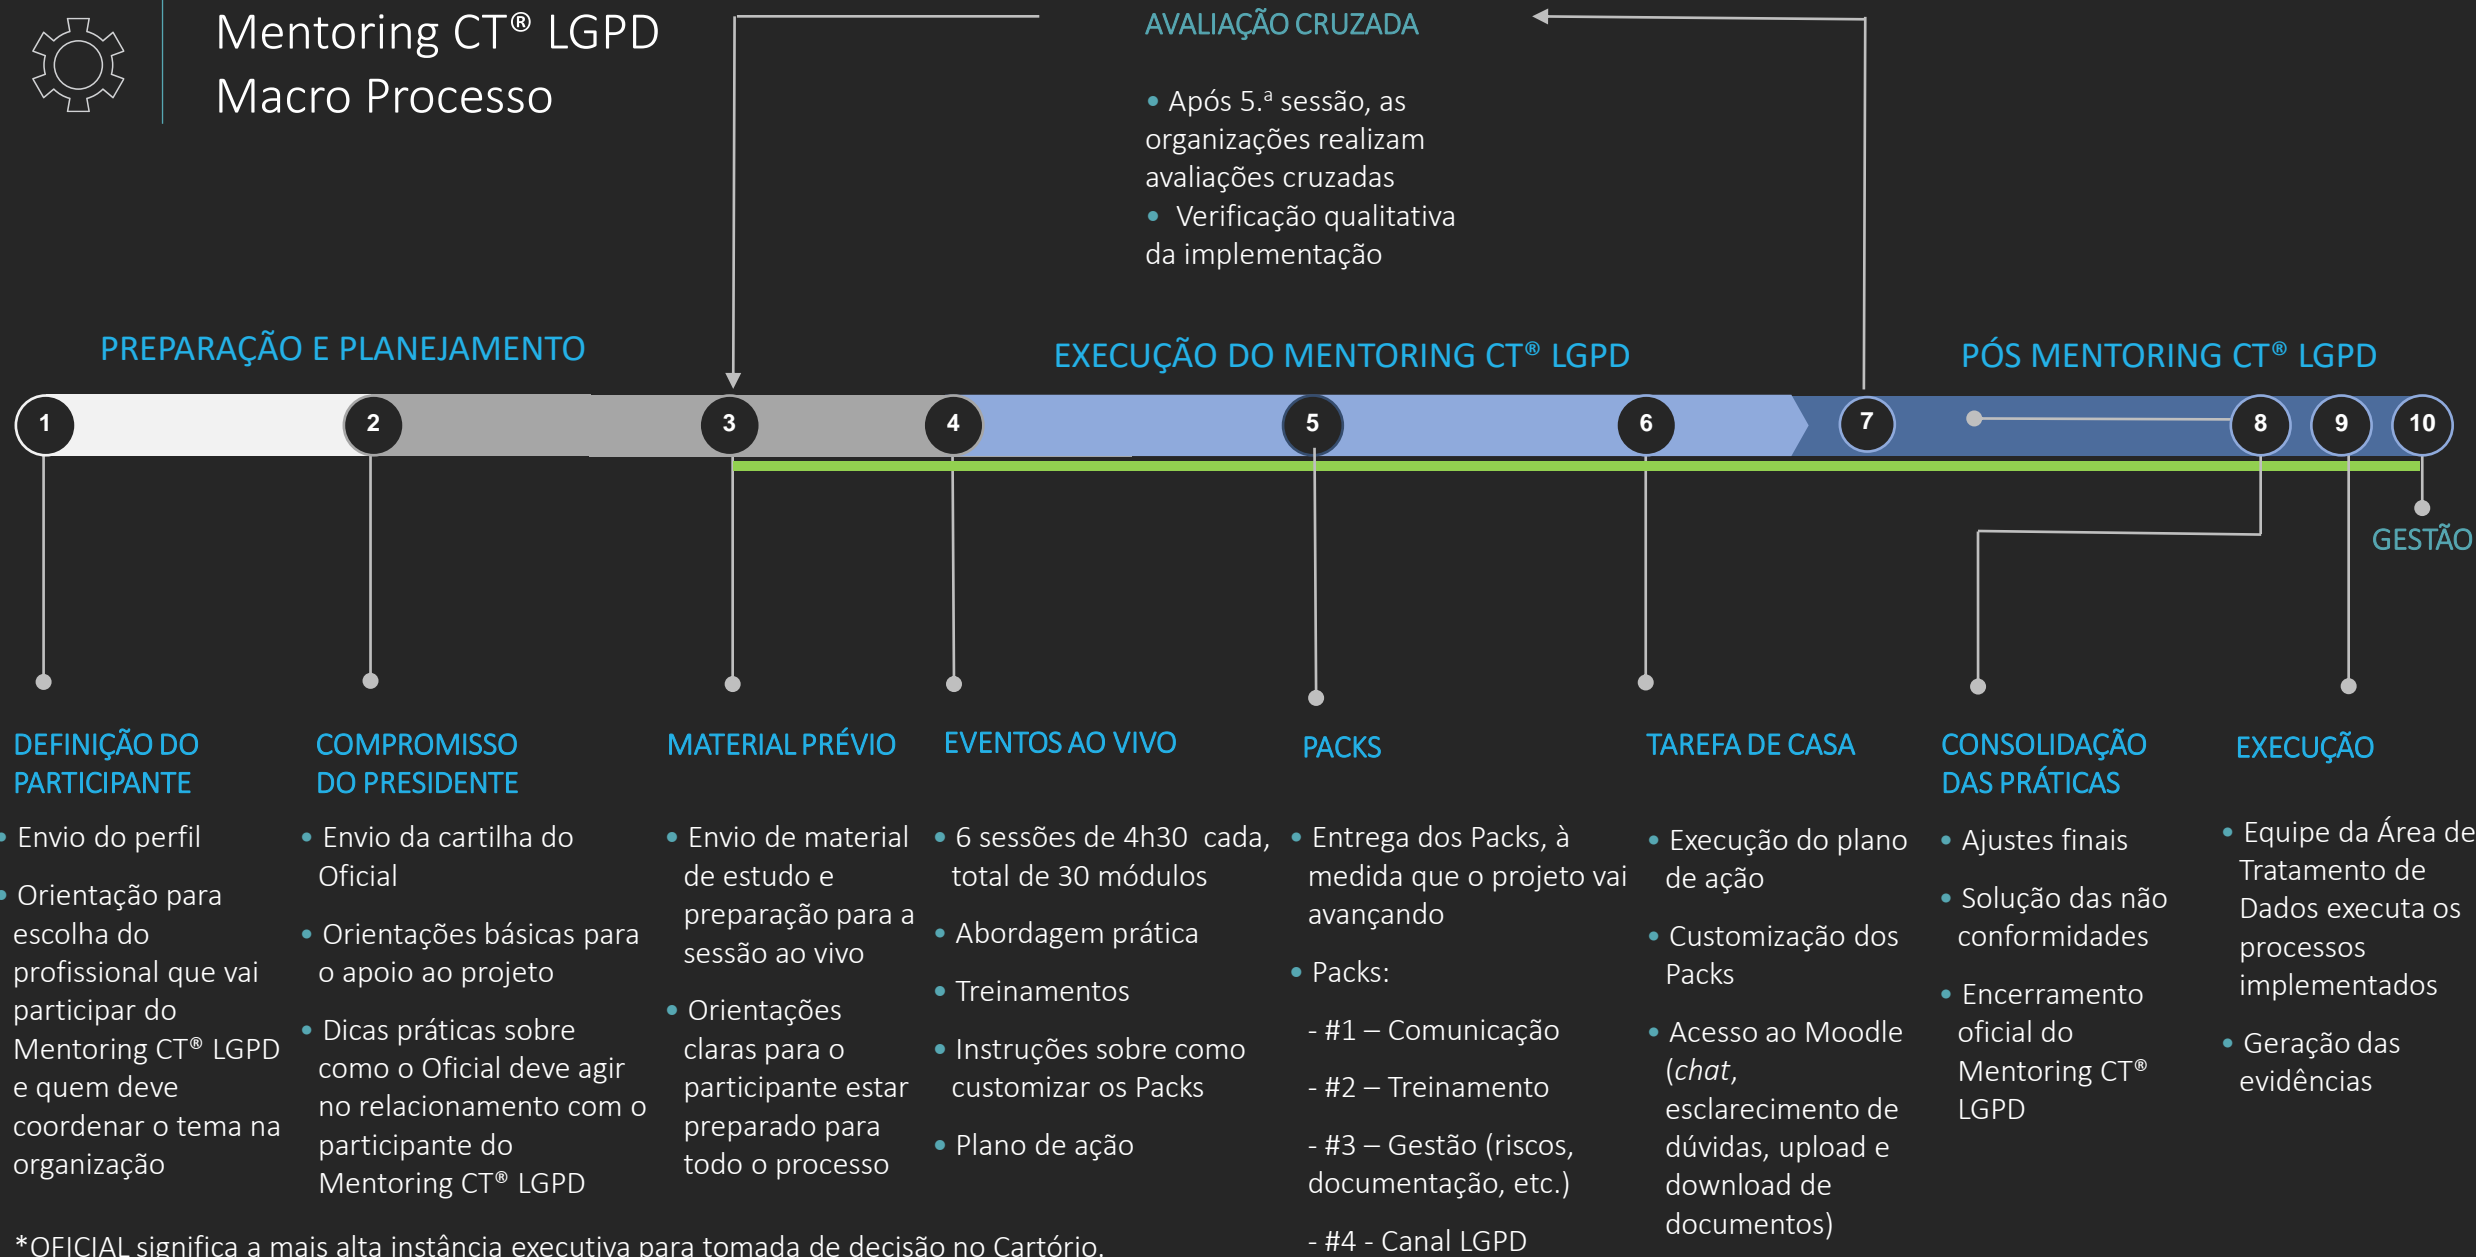 Mentoring CT® LGPD
Macro Processo
AVALIAÇÃO CRUZADA
• Após 5.ª sessão, as
organizações realizam
avaliações cruzadas
• Verificação qualitativa
da implementação
PREPARAÇÃO E PLANEJAMENTO
EXECUÇÃO DO MENTORING CT® LGPD
PÓS MENTORING CT® LGPD
1
2
3
4
5
6
7
8
9
10
GESTÃO
DEFINIÇÃO DO
PARTICIPANTE
• Envio do perfil
• Orientação para
escolha do
profissional que vai
participar do
Mentoring CT® LGPD
e quem deve
coordenar o tema na
organização
COMPROMISSO
DO PRESIDENTE
• Envio da cartilha do
Oficial
• Orientações básicas para
o apoio ao projeto
• Dicas práticas sobre
como o Oficial deve agir
no relacionamento com o
participante do
Mentoring CT® LGPD
MATERIAL PRÉVIO
• Envio de material
de estudo e
preparação para a
sessão ao vivo
• Orientações
claras para o
participante estar
preparado para
todo o processo
EVENTOS AO VIVO
• 6 sessões de 4h30 cada,
total de 30 módulos
• Abordagem prática
• Treinamentos
• Instruções sobre como
customizar os Packs
• Plano de ação
PACKS
• Entrega dos Packs, à
medida que o projeto vai
avançando
• Packs:
- #1 – Comunicação
- #2 – Treinamento
- #3 – Gestão (riscos,
documentação, etc.)
- #4 - Canal LGPD
TAREFA DE CASA
• Execução do plano
de ação
• Customização dos
Packs
• Acesso ao Moodle
(chat,
esclarecimento de
dúvidas, upload e
download de
documentos)
CONSOLIDAÇÃO
DAS PRÁTICAS
• Ajustes finais
• Solução das não
conformidades
• Encerramento
oficial do
Mentoring CT®
LGPD
EXECUÇÃO
• Equipe da Área de
Tratamento de
Dados executa os
processos
implementados
• Geração das
evidências
*OFICIAL significa a mais alta instância executiva para tomada de decisão no Cartório.